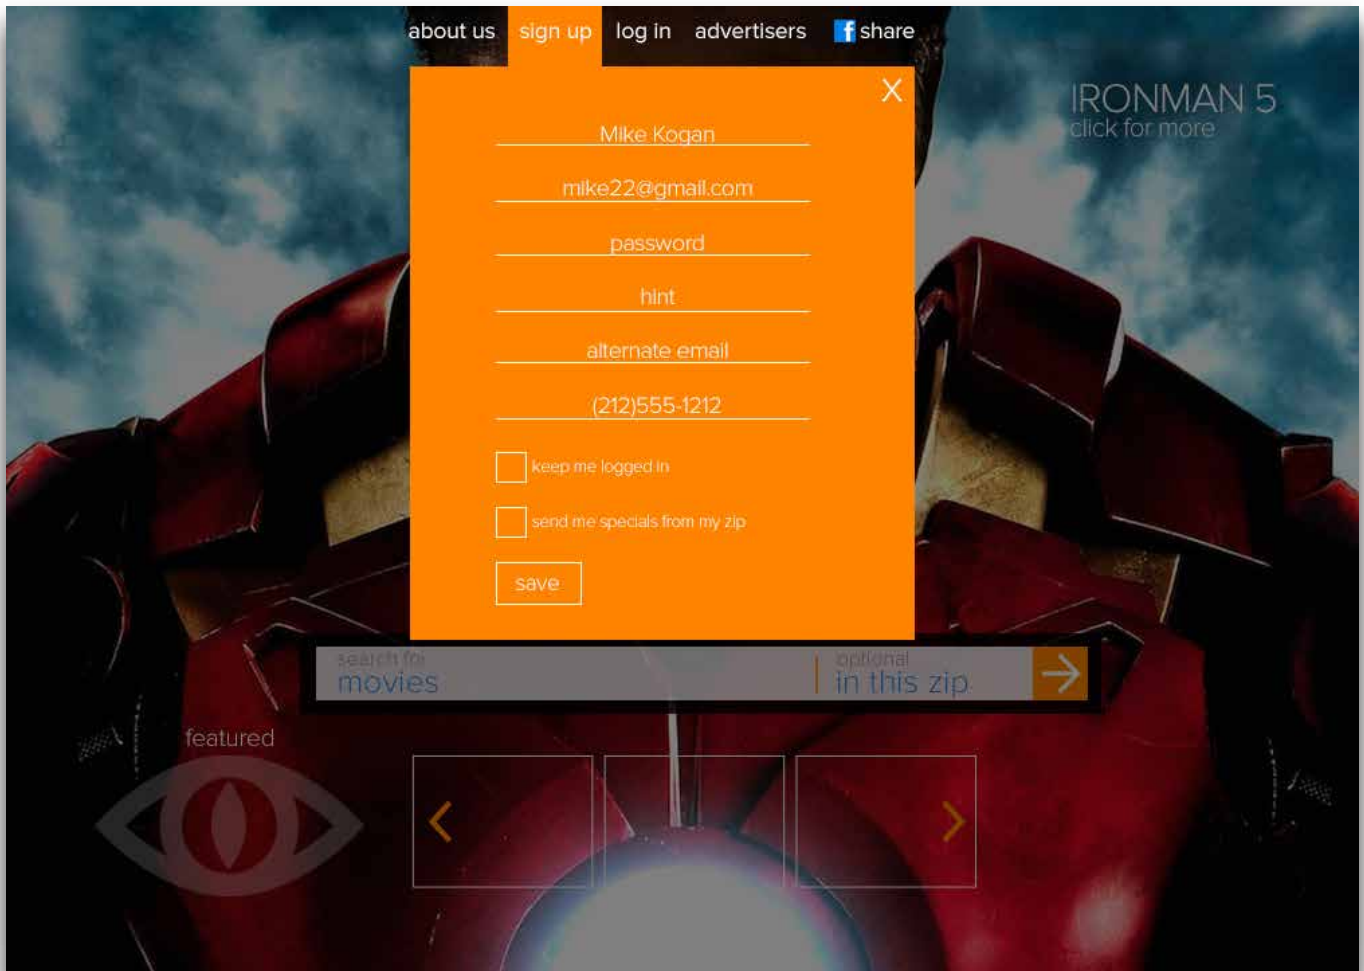 about us sign up log in advertisers f share
X
IRONMAN 5
click for more
Mike Kogan
mike22@gmail.com
password
hint
alternate email
(212)555-1212
keep me logged in
send me specials from my zip
save
search for
movies
optional
in this zip
featured